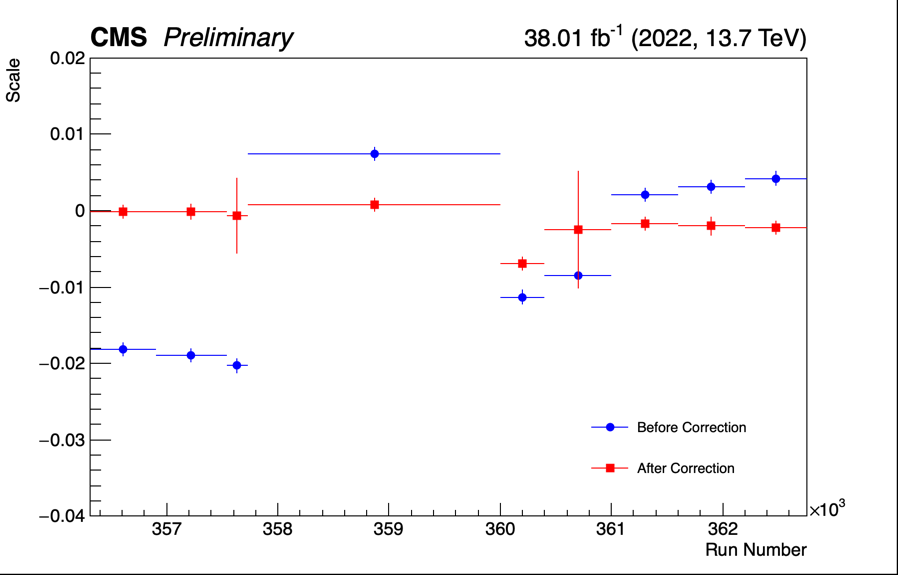 CMS Preliminary 38.01 fb⁻¹ (2022, 13.7 TeV)
Scale
0.02
0.01
0
−0.01
−0.02
−0.03
−0.04
Before Correction
After Correction
357 358 359 360 361 362
×10³
Run Number